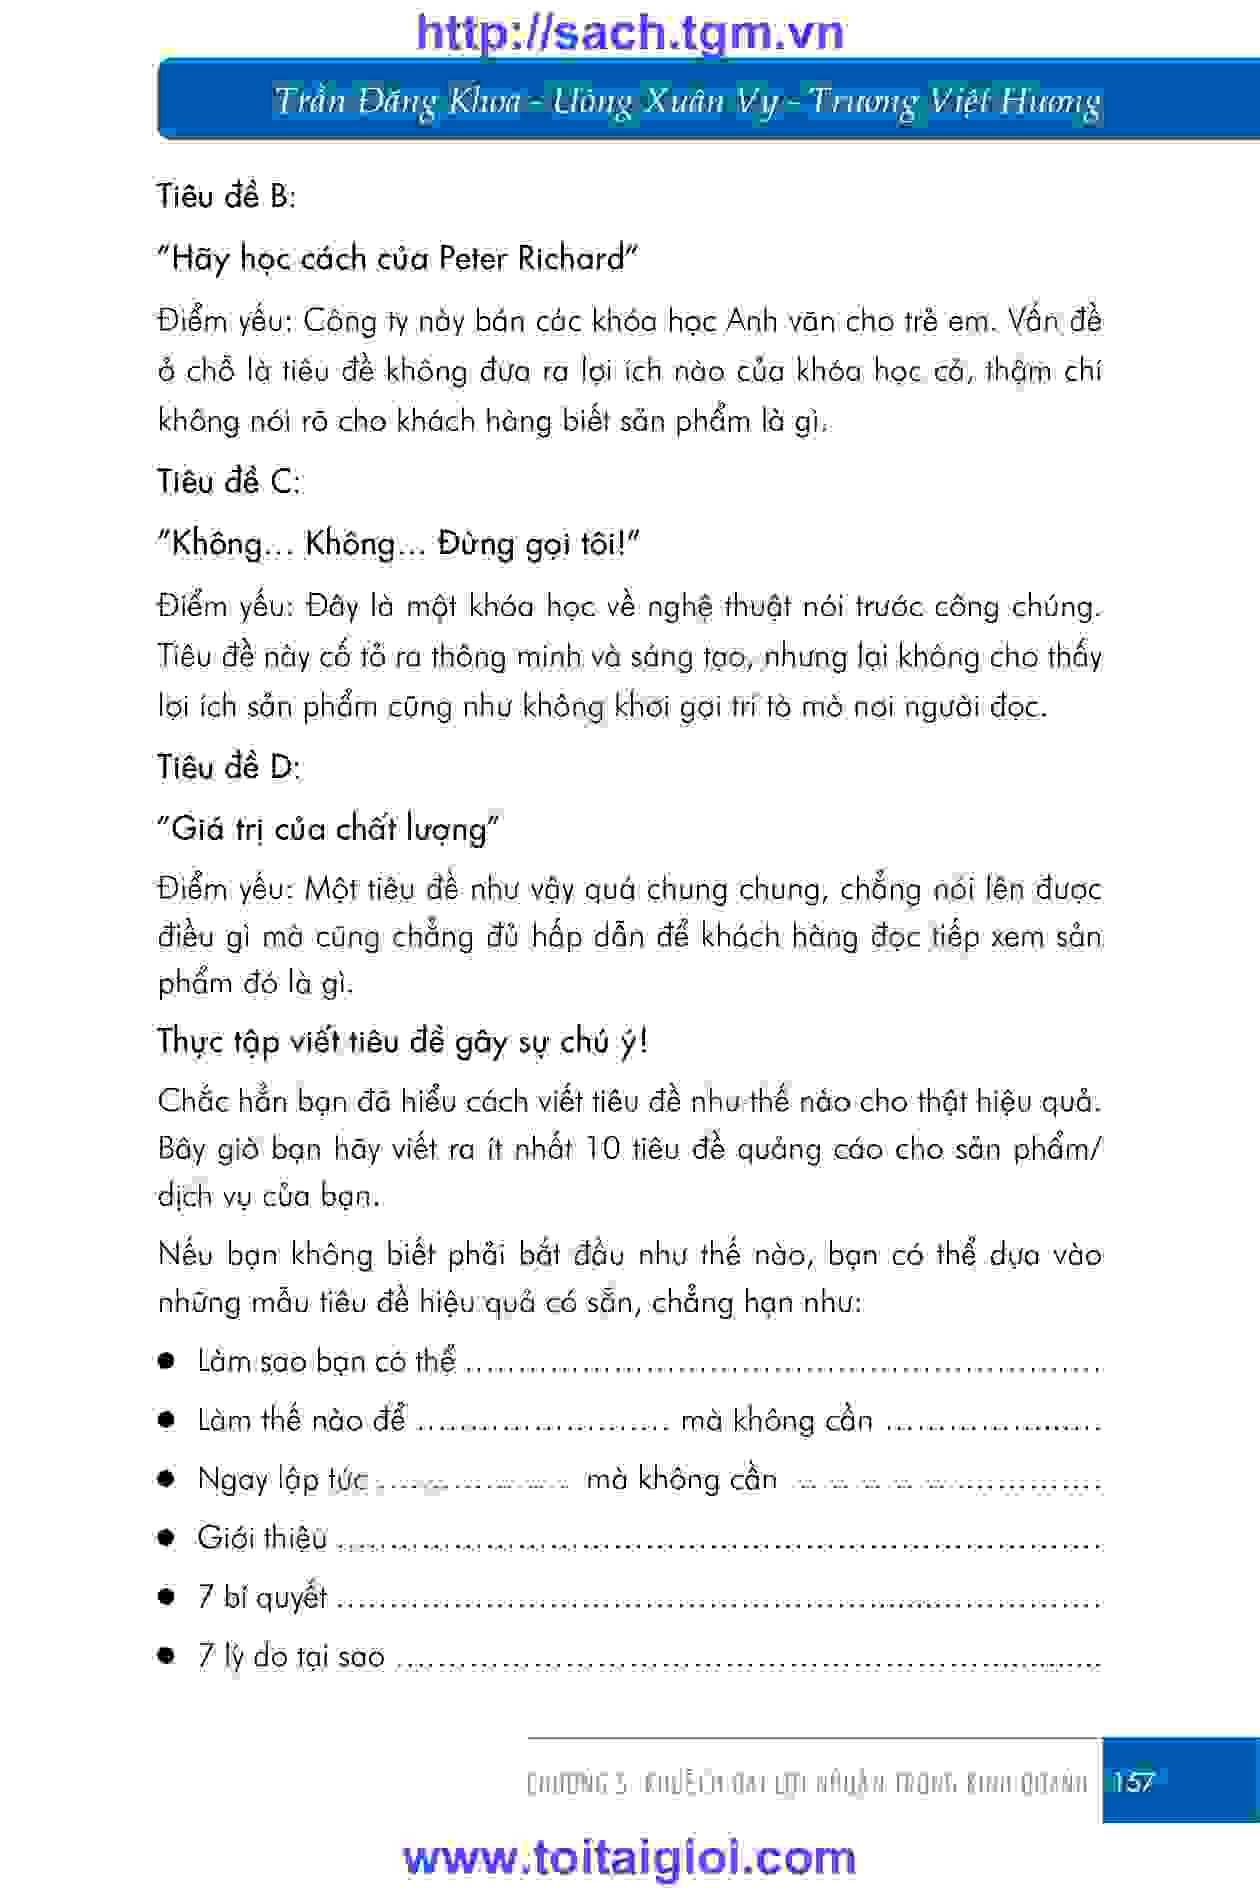 http://sach.tgm.vn
Trần Đăng Khoa - Uông Xuân Vy - Trương Việt Hương
Tiêu đề B:
"Hãy học cách của Peter Richard"
Điểm yếu: Công ty này bán các khóa học Anh văn cho trẻ em. Vấn đề
ở chỗ là tiêu đề không đưa ra lợi ích nào của khóa học cả, thậm chí
không nói rõ cho khách hàng biết sản phẩm là gì.
Tiêu đề C:
"Không... Không... Đừng gọi tôi!"
Điểm yếu: Đây là một khóa học về nghệ thuật nói trước công chúng.
Tiêu đề này cố tỏ ra thông minh và sáng tạo, nhưng lại không cho thấy
lợi ích sản phẩm cũng như không khơi gợi trí tò mò nơi người đọc.
Tiêu đề D:
"Giá trị của chất lượng"
Điểm yếu: Một tiêu đề như vậy quá chung chung, chẳng nói lên được
điều gì mà cũng chẳng đủ hấp dẫn để khách hàng đọc tiếp xem sản
phẩm đó là gì.
Thực tập viết tiêu đề gây sự chú ý!
Chắc hẳn bạn đã hiểu cách viết tiêu đề như thế nào cho thật hiệu quả.
Bây giờ bạn hãy viết ra ít nhất 10 tiêu đề quảng cáo cho sản phẩm/
dịch vụ của bạn.
Nếu bạn không biết phải bắt đầu như thế nào, bạn có thể dựa vào
những mẫu tiêu đề hiệu quả có sẵn, chẳng hạn như:
● Làm sao bạn có thể ............................................................
● Làm thế nào để ........................ mà không cần ....................
● Ngay lập tức .................... mà không cần ..............................
● Giới thiệu ........................................................................
● 7 bí quyết ........................................................................
● 7 lý do tại sao ..................................................................
CHƯƠNG 5: KHUẾCH ĐẠI LỢI NHUẬN TRONG KINH DOANH 157
www.toitaigioi.com